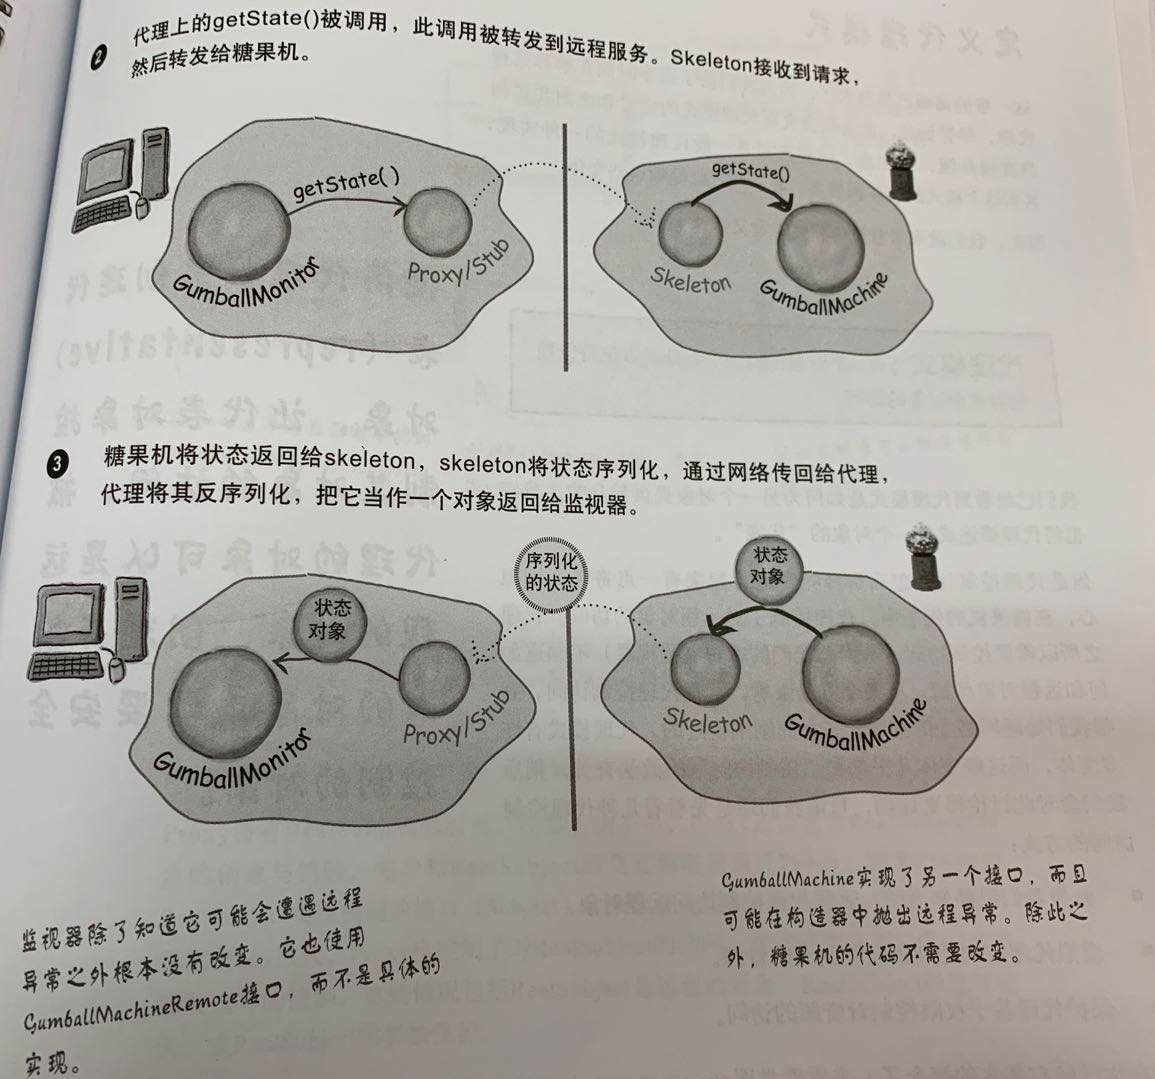 2 代理上的getState()被调用，此调用被转发到远程服务。Skeleton接收到请求，
然后转发给糖果机。
getState()
getState()
GumballMonitor
Proxy/Stub
Skeleton
GumballMachine
3 糖果机将状态返回给skeleton，skeleton将状态序列化，通过网络传回给代理，
代理将其反序列化，把它当作一个对象返回给监视器。
序列化
的状态
状态
对象
状态
对象
GumballMonitor
Proxy/Stub
Skeleton
GumballMachine
监视器除了知道它可能会遭遇远程
异常之外根本没有改变。它也使用
GumballMachineRemote接口，而不是具体的
实现。
GumballMachine实现了另一个接口，而且
可能在构造器中抛出远程异常。除此之
外，糖果机的代码不需要改变。